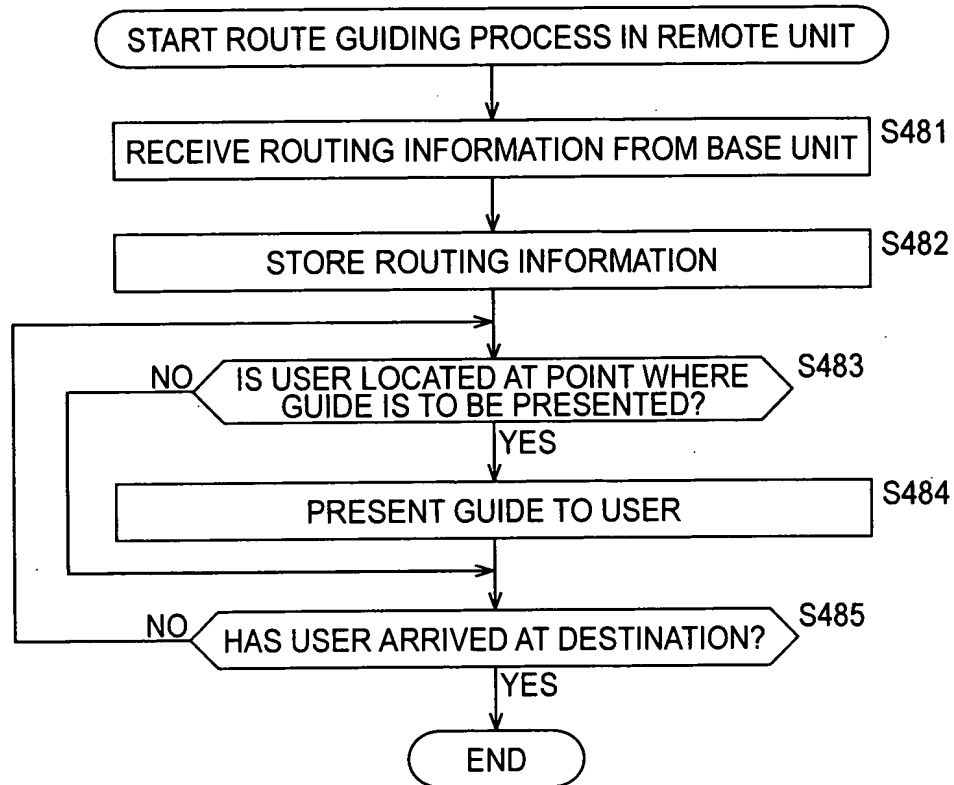 START ROUTE GUIDING PROCESS IN REMOTE UNIT
RECEIVE ROUTING INFORMATION FROM BASE UNIT
S481
STORE ROUTING INFORMATION
S482
IS USER LOCATED AT POINT WHERE
GUIDE IS TO BE PRESENTED?
S483
NO
YES
PRESENT GUIDE TO USER
S484
HAS USER ARRIVED AT DESTINATION?
S485
NO
YES
END